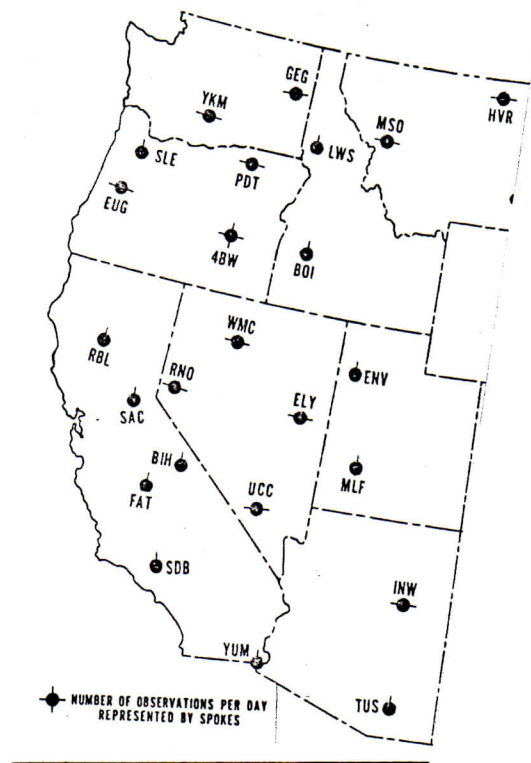 GEG
HVR
YKM
MSO
SLE
LWS
PDT
EUG
4BW
BOI
WMC
RBL
RNO
ENV
ELY
SAC
BIH
MLF
FAT
UCC
SDB
INW
YUM
NUMBER OF OBSERVATIONS PER DAY
REPRESENTED BY SPOKES
TUS